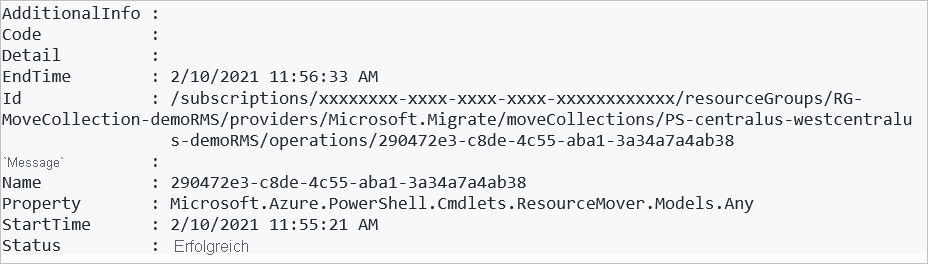 AdditionalInfo :
Code :
Detail :
EndTime : 2/10/2021 11:56:33 AM
Id : /subscriptions/xxxxxxxx-xxxx-xxxx-xxxx-xxxxxxxxxxxx/resourceGroups/RG-
MoveCollection-demoRMS/providers/Microsoft.Migrate/moveCollections/PS-centralus-westcentralu
s-demoRMS/operations/290472e3-c8de-4c55-aba1-3a34a7a4ab38
`Message` :
Name : 290472e3-c8de-4c55-aba1-3a34a7a4ab38
Property : Microsoft.Azure.PowerShell.Cmdlets.ResourceMover.Models.Any
StartTime : 2/10/2021 11:55:21 AM
Status : Erfolgreich